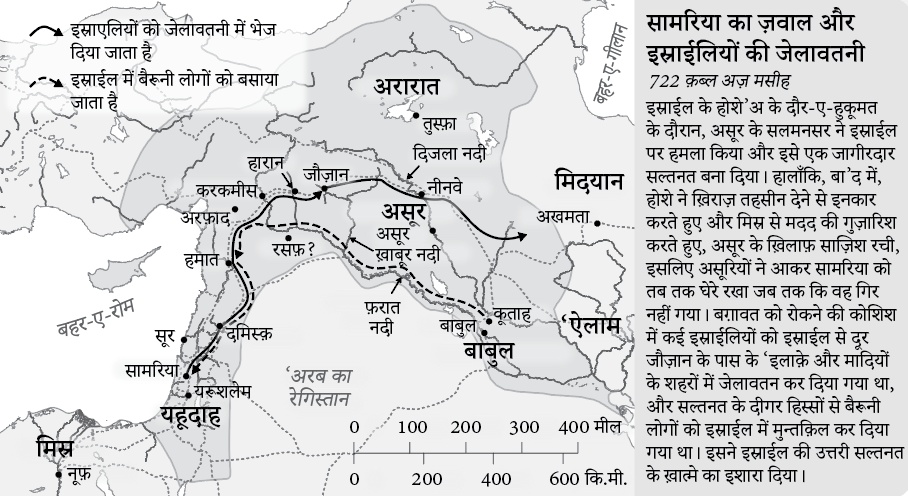 इस्राएलियों को जेलावतनी में भेज
दिया जाता है
इस्राईल में बैरूनी लोगों को बसाया
जाता है
बहर-ए-गीलान
अरारात
तुस्फ़ा
दिजला नदी
हारान
जौज़ान
नीनवे
करकमीस
मिदयान
अरफ़ाद
असूर
अखमता
रसफ़ ?
असूर
ख़ाबूर नदी
हमात
फ़रात
नदी
बहर-ए-रोम
कूताह
बाबुल
‘ऐलाम
बाबुल
सूर
दमिस्क़
सामरिया
यरूशलेम
‘अरब का
रेगिस्तान
यहूदाह
मिस्र
नूफ़
0 100 200 300 400 मील
0 200 400 600 कि.मी.
सामरिया का ज़वाल और
इस्राईलियों की जेलावतनी
722 क़ब्ल अज़ मसीह
इस्राईल के होशे’अ के दौर-ए-हुकूमत
के दौरान, असूर के सलमनसर ने इस्राईल
पर हमला किया और इसे एक जागीरदार
सल्तनत बना दिया। हालाँकि, बा’द में,
होशे ने ख़िराज़ तहसीन देने से इनकार
करते हुए और मिस्र से मदद की गुज़ारिश
करते हुए, असूर के ख़िलाफ़ साज़िश रची,
इसलिए असूरियों ने आकर सामरिया को
तब तक घेरे रखा जब तक कि वह गिर
नहीं गया। बग़ावत को रोकने की कोशिश
में कई इस्राईलियों को इस्राईल से दूर
जौज़ान के पास के ‘इलाक़े और मादियों
के शहरों में जेलावतन कर दिया गया था,
और सल्तनत के दीगर हिस्सों से बैरूनी
लोगों को इस्राईल में मुन्तक़िल कर दिया
गया था। इसने इस्राईल की उत्तरी सल्तनत
के ख़ात्मे का इशारा दिया।